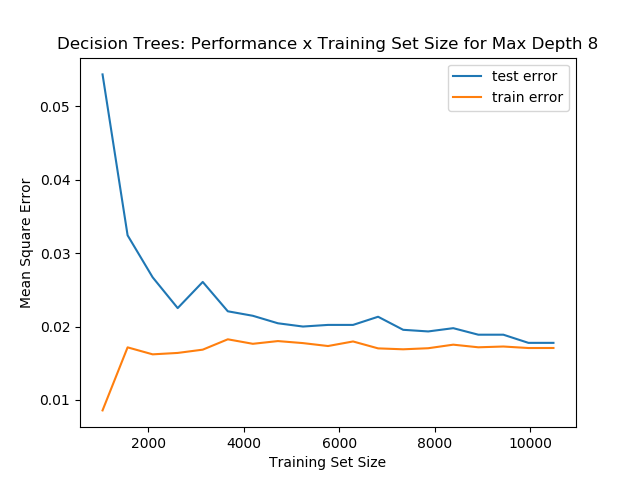 Decision Trees: Performance x Training Set Size for Max Depth 8
test error
train error
0.05
0.04
0.03
0.02
0.01
Mean Square Error
2000 4000 6000 8000 10000
Training Set Size